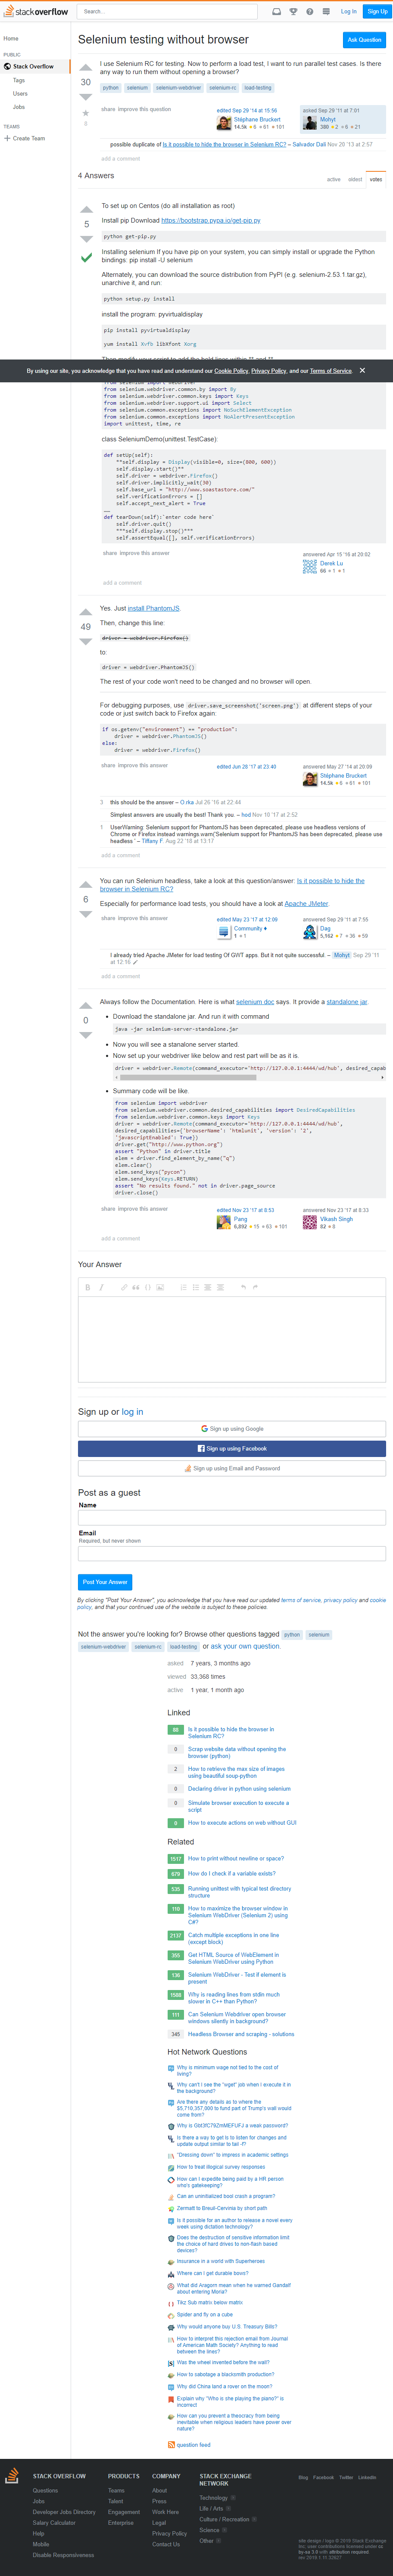 stack overflow
Search...
Log In
Sign Up
Home
PUBLIC
Stack Overflow
Tags
Users
Jobs
TEAMS
Create Team
Selenium testing without browser
Ask Question
30
I use Selenium RC for testing. Now to perform a load test, I want to run parallel test cases. Is there
any way to run them without opening a browser?
python selenium selenium-webdriver selenium-rc load-testing
share improve this question
edited Sep 29 '14 at 15:56
Stéphane Bruckert
14.5k 6 61 101
asked Sep 29 '11 at 7:01
Mohyt
380 2 8 21
possible duplicate of Is it possible to hide the browser in Selenium RC? – Salvador Dali Nov 20 '13 at 2:57
add a comment
4 Answers
active oldest votes
5
To set up on Centos (do all installation as root)
Install pip Download https://bootstrap.pypa.io/get-pip.py
python get-pip.py
Installing selenium If you have pip on your system, you can simply install or upgrade the Python
bindings: pip install -U selenium
Alternately, you can download the source distribution from PyPI (e.g. selenium-2.53.1.tar.gz),
unarchive it, and run:
python setup.py install
install the program: pyvirtualdisplay
pip install pyvirtualdisplay
yum install Xvfb libXfont Xorg
Then modify your script to add the bold lines within ** and **
By using our site, you acknowledge that you have read and understand our Cookie Policy, Privacy Policy, and our Terms of Service.
from selenium import webdriver
from selenium.webdriver.common.by import By
from selenium.webdriver.common.keys import Keys
from selenium.webdriver.support.ui import Select
from selenium.common.exceptions import NoSuchElementException
from selenium.common.exceptions import NoAlertPresentException
import unittest, time, re
class SeleniumDemo(unittest.TestCase):
def setUp(self):
**self.display = Display(visible=0, size=(800, 600))
self.display.start()**
self.driver = webdriver.Firefox()
self.driver.implicitly_wait(30)
self.base_url = "http://www.soastastore.com/"
self.verificationErrors = []
self.accept_next_alert = True
def tearDown(self):`enter code here`
self.driver.quit()
**self.display.stop()**
self.assertEqual([], self.verificationErrors)
share improve this answer
answered Apr 15 '16 at 20:02
Derek Lu
66 1 1
add a comment
49
Yes. Just install PhantomJS.
Then, change this line:
driver = webdriver.Firefox()
to:
driver = webdriver.PhantomJS()
The rest of your code won't need to be changed and no browser will open.
For debugging purposes, use driver.save_screenshot('screen.png') at different steps of your
code or just switch back to Firefox again:
if os.getenv("environment") == "production":
driver = webdriver.PhantomJS()
else:
driver = webdriver.Firefox()
share improve this answer
edited Jun 28 '17 at 23:40
answered May 27 '14 at 20:09
Stéphane Bruckert
14.5k 6 61 101
3 this should be the answer – O.rka Jul 26 '16 at 22:44
Simplest answers are usually the best! Thank you. – hod Nov 10 '17 at 2:52
1 UserWarning: Selenium support for PhantomJS has been deprecated, please use headless versions of
Chrome or Firefox instead warnings.warn('Selenium support for PhantomJS has been deprecated, please use
headless ' – Tiffany F. Aug 22 '18 at 13:17
add a comment
6
You can run Selenium headless, take a look at this question/answer: Is it possible to hide the
browser in Selenium RC?
Especially for performance load tests, you should have a look at Apache JMeter.
share improve this answer
edited May 23 '17 at 12:09
Community ♦
1 1
answered Sep 29 '11 at 7:55
Dag
5,162 7 36 59
I already tried Apache JMeter for load testing Of GWT apps. But it not quite successful. – Mohyt Sep 29 '11
at 12:16
add a comment
0
Always follow the Documentation. Here is what selenium doc says. It provide a standalone jar.
• Download the standalone jar. And run it with command
java -jar selenium-server-standalone.jar
• Now you will see a stanalone server started.
• Now set up your webdriver like below and rest part will be as it is.
driver = webdriver.Remote(command_executor='http://127.0.0.1:4444/wd/hub', desired_capab
• Summary code will be like.
from selenium import webdriver
from selenium.webdriver.common.desired_capabilities import DesiredCapabilities
from selenium.webdriver.common.keys import Keys
driver = webdriver.Remote(command_executor='http://127.0.0.1:4444/wd/hub',
desired_capabilities={'browserName': 'htmlunit', 'version': '2',
'javascriptEnabled': True})
driver.get("http://www.python.org")
assert "Python" in driver.title
elem = driver.find_element_by_name("q")
elem.clear()
elem.send_keys("pycon")
elem.send_keys(Keys.RETURN)
assert "No results found." not in driver.page_source
driver.close()
share improve this answer
edited Nov 23 '17 at 8:53
Pang
6,892 15 63 101
answered Nov 23 '17 at 8:33
Vikash Singh
52 8
add a comment
Your Answer
Sign up or log in
Sign up using Google
Sign up using Facebook
Sign up using Email and Password
Post as a guest
Name
Email
Required, but never shown
Post Your Answer
By clicking "Post Your Answer", you acknowledge that you have read our updated terms of service, privacy policy and cookie
policy, and that your continued use of the website is subject to these policies.
Not the answer you're looking for? Browse other questions tagged python selenium
selenium-webdriver selenium-rc load-testing or ask your own question.
asked 7 years, 3 months ago
viewed 33,368 times
active 1 year, 1 month ago
Linked
Is it possible to hide the browser in
Selenium RC?
0 Scrap website data without opening the
browser (python)
2 How to retrieve the max size of images
using beautiful soup-python
0 Declaring driver in python using selenium
0 Simulate browser execution to execute a
script
0 How to execute actions on web without GUI
Related
1517 How to print without newline or space?
879 How do I check if a variable exists?
535 Running unittest with typical test directory
structure
110 How to maximize the browser window in
Selenium WebDriver (Selenium 2) using
C#?
2137 Catch multiple exceptions in one line
(except block)
355 Get HTML Source of WebElement in
Selenium WebDriver using Python
136 Selenium WebDriver - Test if element is
present
1588 Why is reading lines from stdin much
slower in C++ than Python?
111 Can Selenium Webdriver open browser
windows silently in background?
345 Headless Browser and scraping - solutions
Hot Network Questions
Why is minimum wage not tied to the cost of
living?
Why can't I see the "wget" job when I execute it in
the background?
Are there any details as to where the
$5,710,357,000 to fund part of Trump's wall would
come from?
Why is Gbt3fC79ZmMEFUFJ a weak password?
Is there a way to get ls to listen for changes and
update output similar to tail -f?
"Dressing down" to impress in academic settings
How to treat illogical survey responses
How can I expedite being paid by a HR person
who's gatekeeping?
Can an uninitialized bool crash a program?
Zermatt to Breuil-Cervinia by short path
Is it possible for an author to release a novel every
week using dictation technology?
Does the destruction of sensitive information limit
the choice of hard drives to non-flash based
devices?
Insurance in a world with Superheroes
Where can I get durable bows?
What did Aragorn mean when he warned Gandalf
about entering Moria?
Tikz Sub matrix below matrix
Spider and fly on a cube
Why would anyone buy U.S. Treasury Bills?
How to interpret this rejection email from Journal
of American Math Society? Anything to read
between the lines?
Was the wheel invented before the wall?
How to sabotage a blacksmith production?
Why did China land a rover on the moon?
Explain why "Who is she playing the piano?" is
incorrect
How can you prevent a theocracy from being
inevitable when religious leaders have power over
nature?
question feed
STACK OVERFLOW
Questions
Jobs
Developer Jobs Directory
Salary Calculator
Help
Mobile
Disable Responsiveness
PRODUCTS
Teams
Talent
Engagement
Enterprise
COMPANY
About
Press
Work Here
Legal
Privacy Policy
Contact Us
STACK EXCHANGE
NETWORK
Technology
Life / Arts
Culture / Recreation
Science
Other
Blog Facebook Twitter LinkedIn
site design / logo © 2019 Stack Exchange
Inc; user contributions licensed under cc
by-sa 3.0 with attribution required.